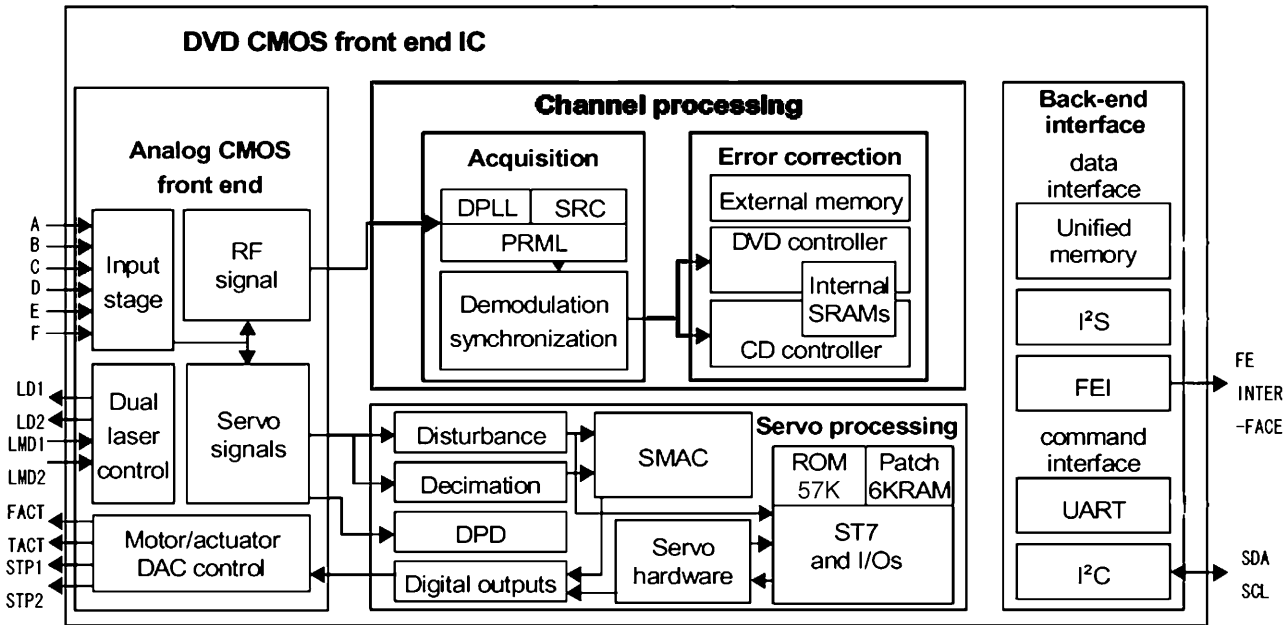 DVD CMOS front end IC
Analog CMOS
front end
A
B
C
D
E
F
Input
stage
RF
signal
LD1
LD2
LMD1
LMD2
Dual
laser
control
Servo
signals
FACT
TACT
STP1
STP2
Motor/actuator
DAC control
Channel processing
Acquisition
DPLL
SRC
PRML
Demodulation
synchronization
Error correction
External memory
DVD controller
Internal
SRAMs
CD controller
Servo processing
Disturbance
Decimation
DPD
Digital outputs
SMAC
Servo
hardware
ROM
57K
Patch
6KRAM
ST7
and I/Os
Back-end
interface
data
interface
Unified
memory
I²S
FEI
command
interface
UART
I²C
FE
INTER
-FACE
SDA
SCL